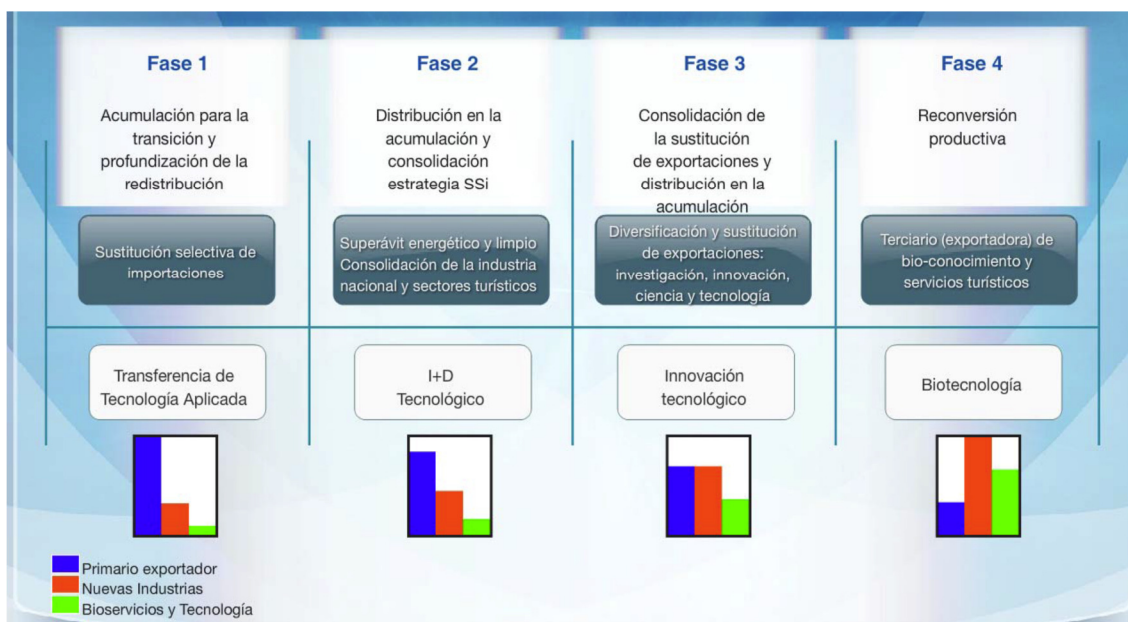 Fase 1
Acumulación para la
transición y
profundización de la
redistribución
Sustitución selectiva de
importaciones
Transferencia de
Tecnología Aplicada
Fase 2
Distribución en la
acumulación y
consolidación
estrategia SSi
Superávit energético y limpio
Consolidación de la industria
nacional y sectores turísticos
I+D
Tecnológico
Fase 3
Consolidación de
la sustitución
de exportaciones y
distribución en la
acumulación
Diversificación y sustitución
de exportaciones:
investigación, innovación,
ciencia y tecnología
Innovación
tecnológico
Fase 4
Reconversión
productiva
Terciario (exportadora) de
bio-conocimiento y
servicios turísticos
Biotecnología
Primario exportador
Nuevas Industrias
Bioservicios y Tecnología